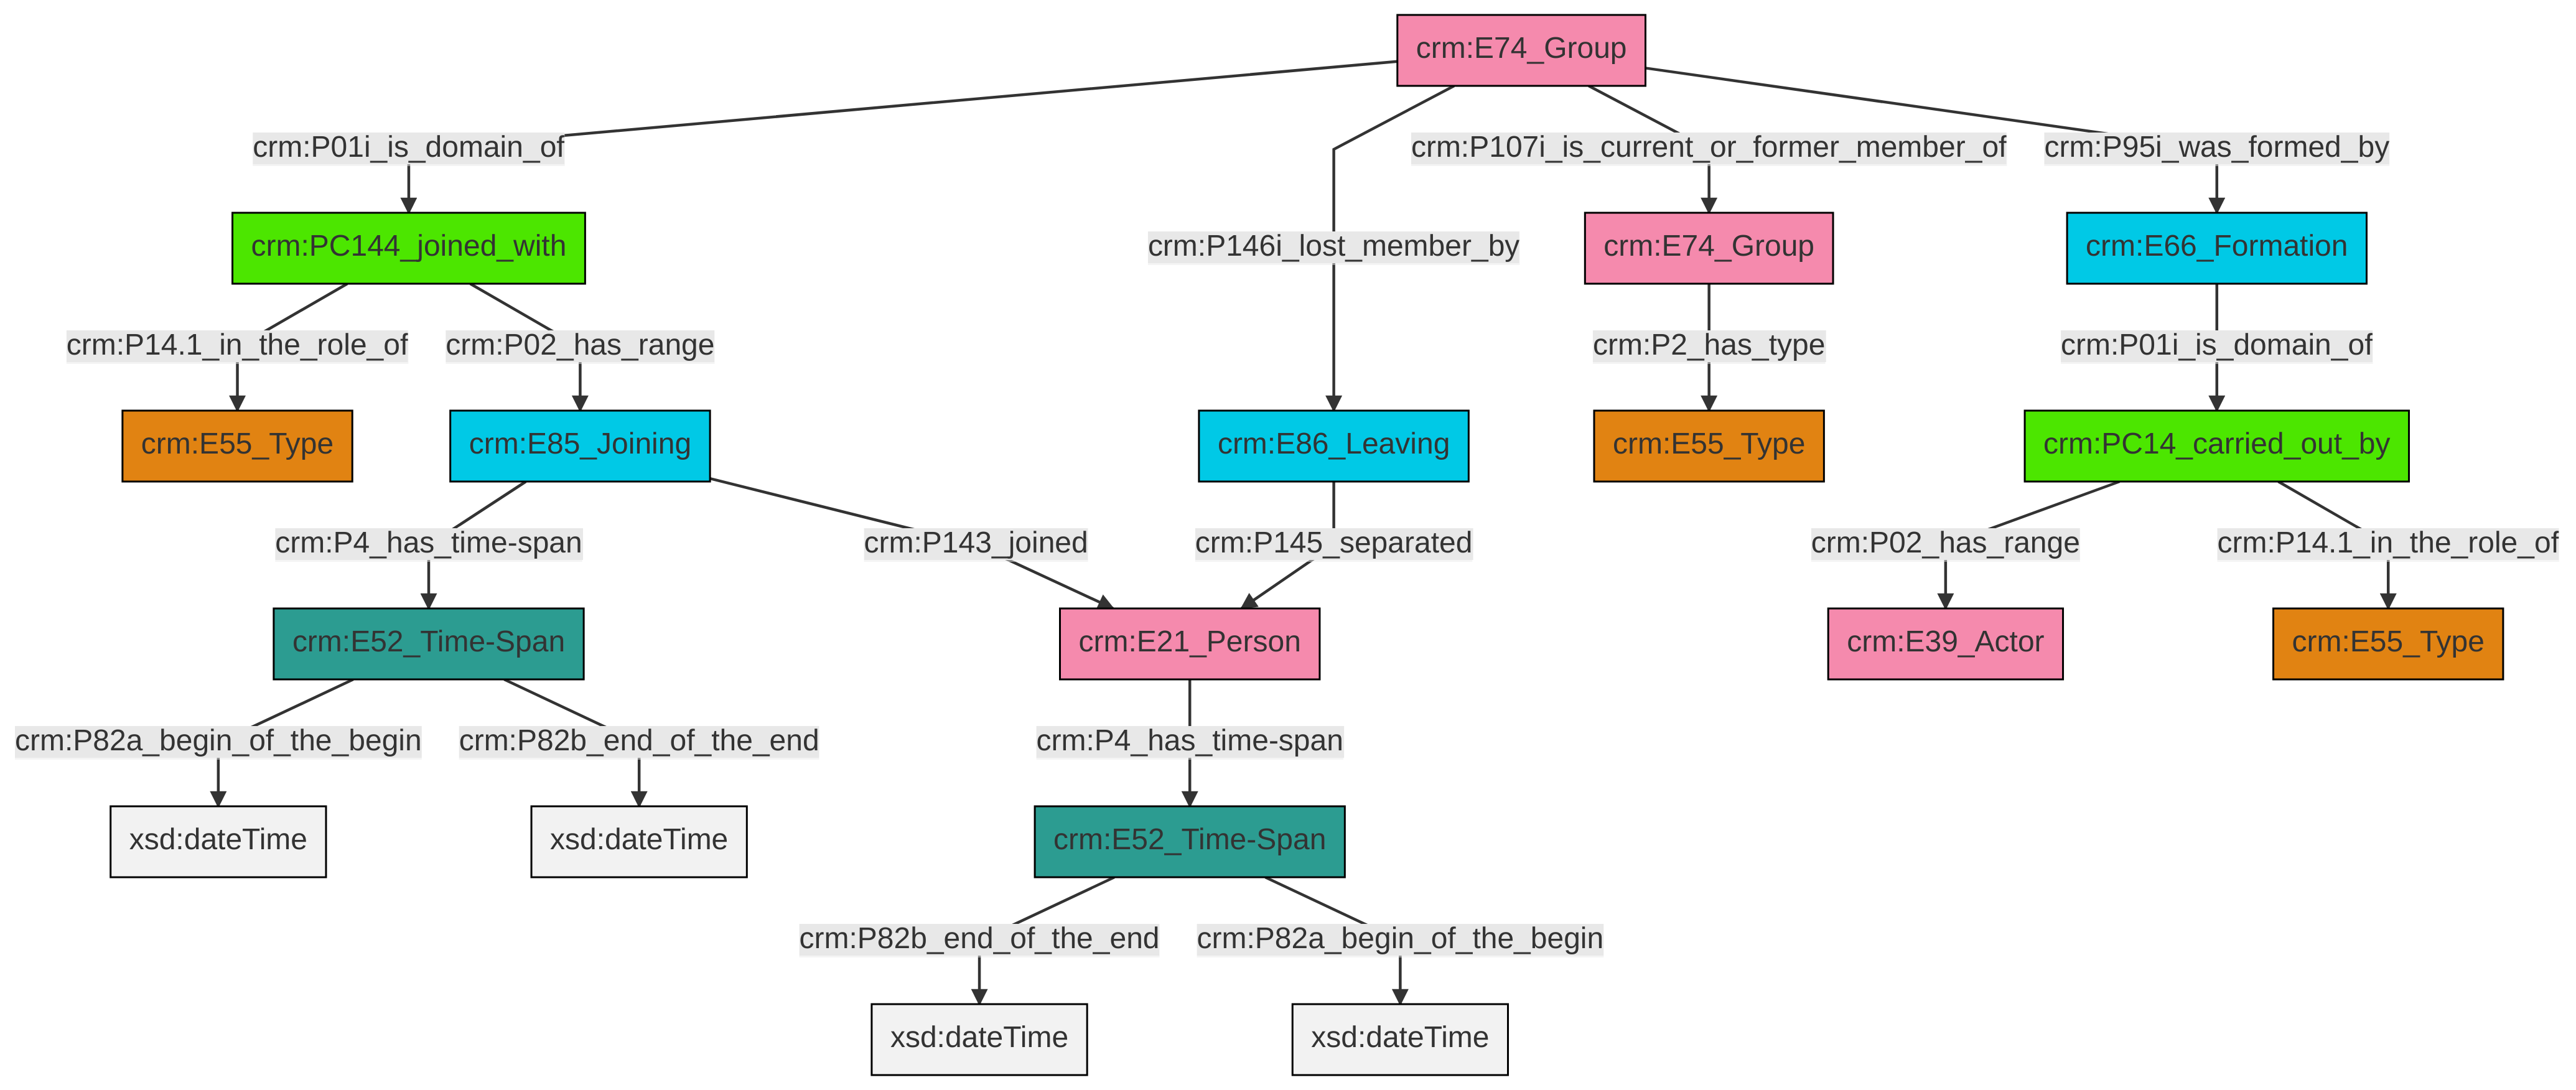 crm:E74_Group
crm:P01i_is_domain_of
crm:P107i_is_current_or_former_member_of
crm:P95i_was_formed_by
crm:PC144_joined_with
crm:P146i_lost_member_by
crm:E74_Group
crm:E66_Formation
crm:P14.1_in_the_role_of
crm:P02_has_range
crm:P2_has_type
crm:P01i_is_domain_of
crm:E55_Type
crm:E85_Joining
crm:E86_Leaving
crm:E55_Type
crm:PC14_carried_out_by
crm:P4_has_time-span
crm:P143_joined
crm:P145_separated
crm:P02_has_range
crm:P14.1_in_the_role_of
crm:E52_Time-Span
crm:E21_Person
crm:E39_Actor
crm:E55_Type
crm:P82a_begin_of_the_begin
crm:P82b_end_of_the_end
crm:P4_has_time-span
xsd:dateTime
xsd:dateTime
crm:E52_Time-Span
crm:P82b_end_of_the_end
crm:P82a_begin_of_the_begin
xsd:dateTime
xsd:dateTime